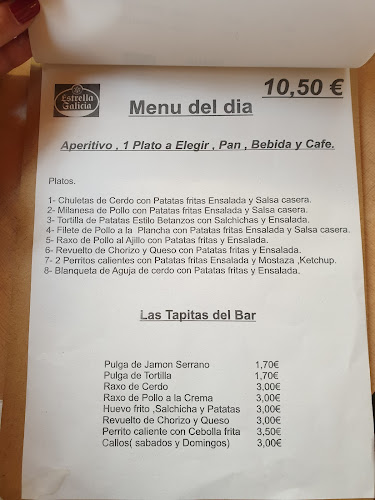 Estrella
Galicia
10,50 €
Menu del dia
Aperitivo , 1 Plato a Elegir , Pan , Bebida y Cafe.
Platos.
1- Chuletas de Cerdo con Patatas fritas Ensalada y Salsa casera.
2- Milanesa de Pollo con Patatas fritas Ensalada y Salsa casera.
3- Tortilla de Patatas Estilo Betanzos con Salchichas y Ensalada.
4- Filete de Pollo a la Plancha con Patatas fritas Ensalada y Salsa casera.
5- Raxo de Pollo al Ajillo con Patatas fritas y Ensalada.
6- Revuelto de Chorizo y Queso con Patatas fritas y Ensalada.
7- 2 Perritos calientes con Patatas fritas Ensalada y Mostaza ,Ketchup.
8- Blanqueta de Aguja de cerdo con Patatas fritas y Ensalada.
Las Tapitas del Bar
Pulga de Jamon Serrano 1,70€
Pulga de Tortilla 1,70€
Raxo de Cerdo 3,00€
Raxo de Pollo a la Crema 3,00€
Huevo frito ,Salchicha y Patatas 3,00€
Revuelto de Chorizo y Queso 3,00€
Perrito caliente con Cebolla frita 3,50€
Callos( sabados y Domingos) 3,00€